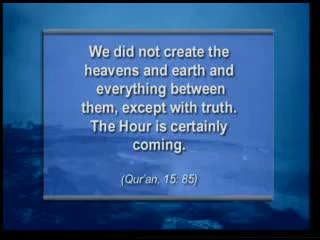 We did not create the
heavens and earth and
everything between
them, except with truth.
The Hour is certainly
coming.
(Qur'an, 15: 85)